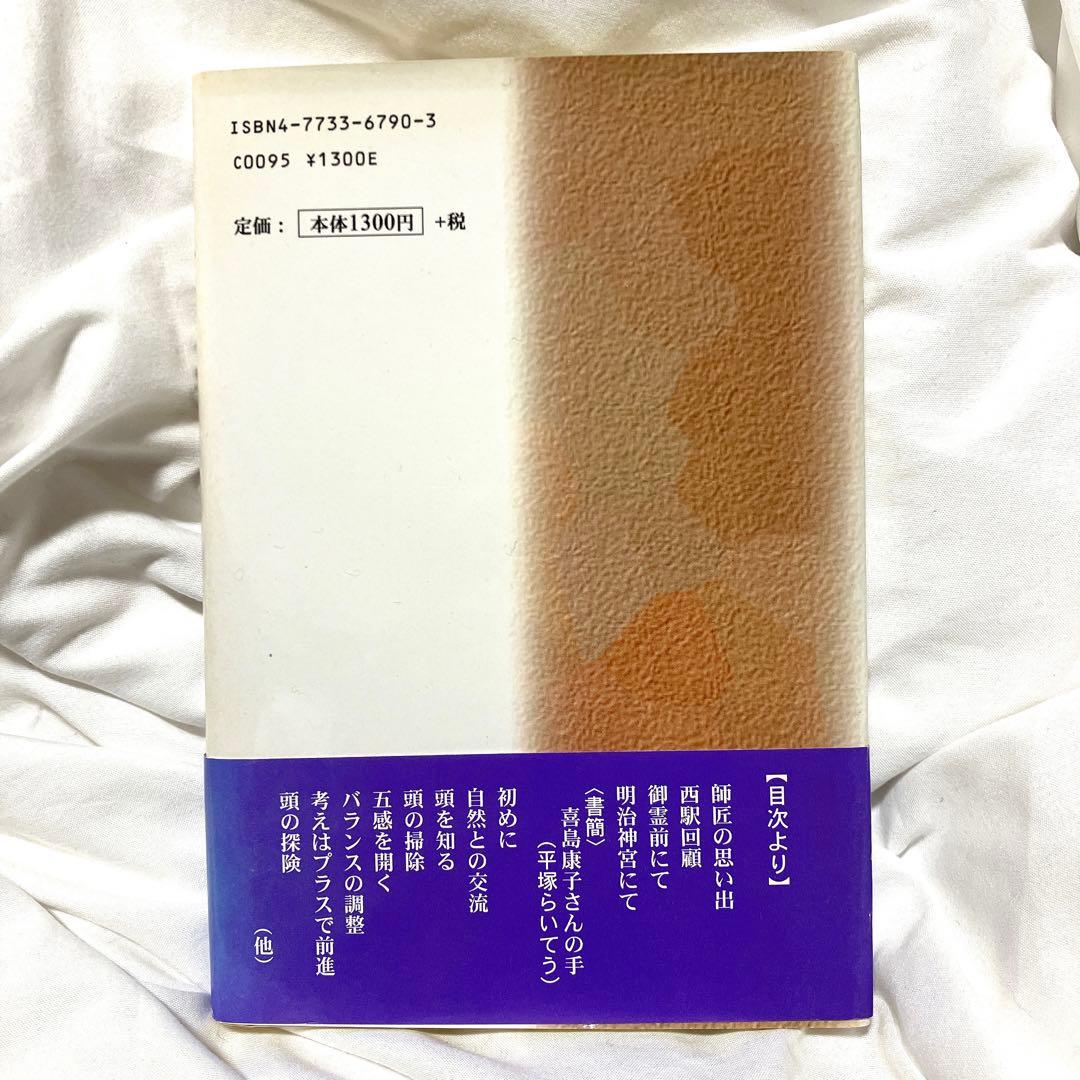 ISBN4-7733-6790-3
C0095 ¥1300E
定価： 本体1300円 +税
【目次より】
師匠の思い出
西駅回顧
御霊前にて
明治神宮にて
〈書簡〉
喜島康子さんの手
（平塚らいてう）
初めに
自然との交流
頭を知る
頭の掃除
五感を開く
バランスの調整
考えはプラスで前進
頭の探険
（他）